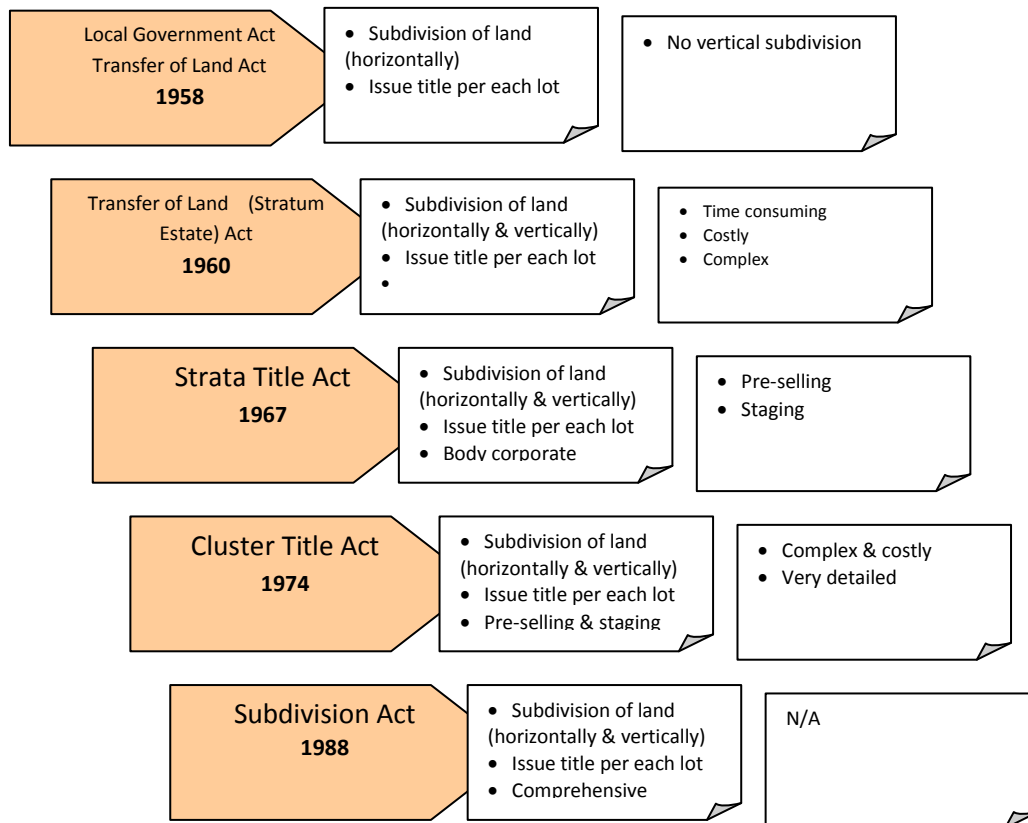 Local Government Act
Transfer of Land Act
1958
• Subdivision of land
(horizontally)
• Issue title per each lot
• No vertical subdivision
Transfer of Land (Stratum
Estate) Act
1960
• Subdivision of land
(horizontally & vertically)
• Issue title per each lot
•
• Time consuming
• Costly
• Complex
Strata Title Act
1967
• Subdivision of land
(horizontally & vertically)
• Issue title per each lot
• Body corporate
• Pre-selling
• Staging
Cluster Title Act
1974
• Subdivision of land
(horizontally & vertically)
• Issue title per each lot
• Pre-selling & staging
• Complex & costly
• Very detailed
Subdivision Act
1988
• Subdivision of land
(horizontally & vertically)
• Issue title per each lot
• Comprehensive
N/A